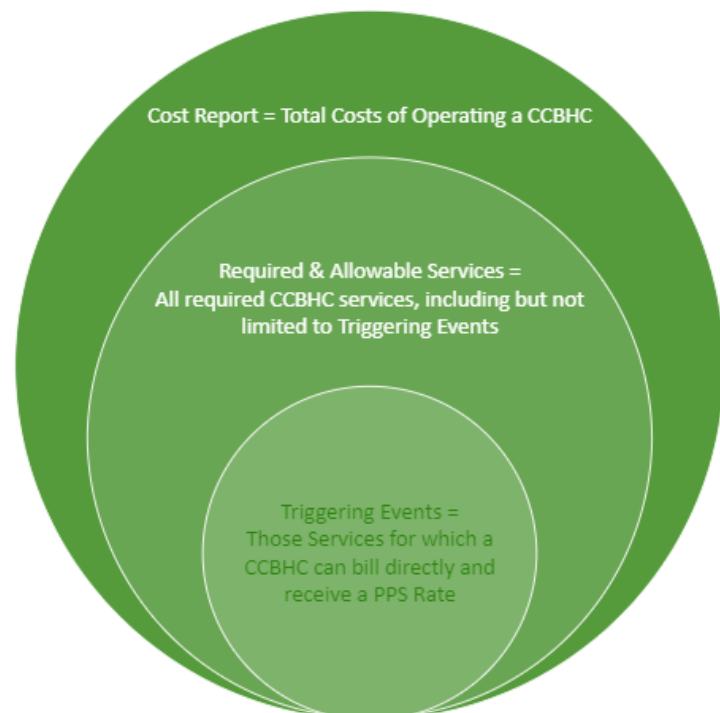 Cost Report = Total Costs of Operating a CCBHC
Required & Allowable Services =
All required CCBHC services, including but not
limited to Triggering Events
Triggering Events =
Those Services for which a
CCBHC can bill directly and
receive a PPS Rate